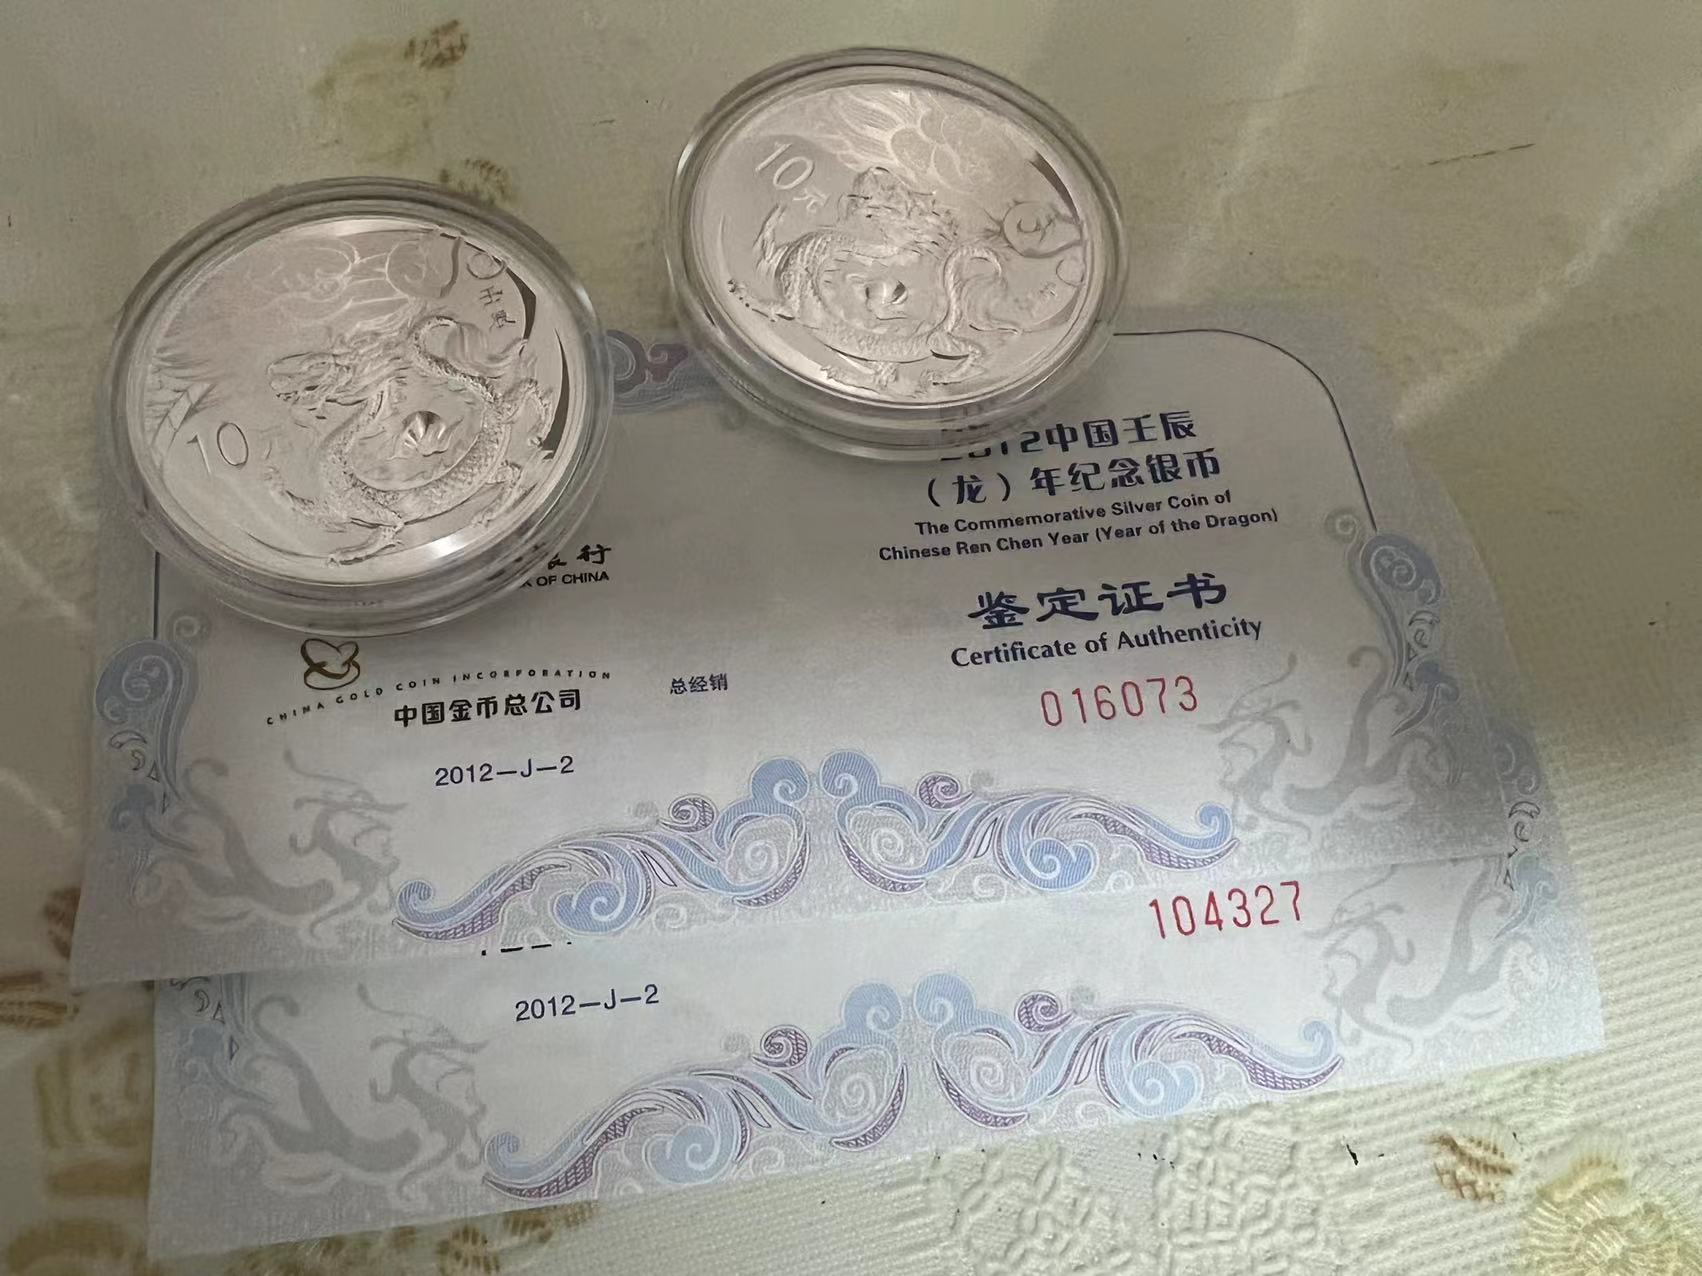 10元
壬辰
10
2012中国壬辰
（龙）年纪念银币
The Commemorative Silver Coin of
Chinese Ren Chen Year (Year of the Dragon)
鉴定证书
Certificate of Authenticity
016073
行
OF CHINA
CHINA GOLD COIN INCORPORATION
中国金币总公司
总经销
2012-J-2
104327
2012-J-2